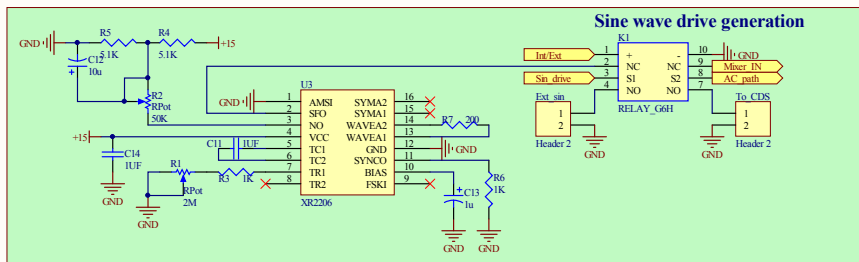 Sine wave drive generation
R5
R4
GND
+15
5.1K
5.1K
C12
10u
R2
RPot
50K
+15
C14
1UF
GND
C11
1UF
R1
RPot
2M
R3
1K
GND
U3
GND
1 AMSI SYMA2 16
2 SFO SYMA1 15
3 NO WAVEA2 14
4 VCC WAVEA1 13
5 TC1 GND 12
6 TC2 SYNCO 11
7 TR1 BIAS 10
8 TR2 FSKI 9
XR2206
R7 200
GND
R6
1K
C13
1u
GND
GND
K1
Int/Ext 1 + - 10 GND
2 NC NC 9 Mixer_IN
Sin_drive 3 S1 S2 8 AC_path
4 NO NO 7
RELAY_G6H
Ext_sin
1
2
Header 2
GND
To_CDS
1
2
Header 2
GND